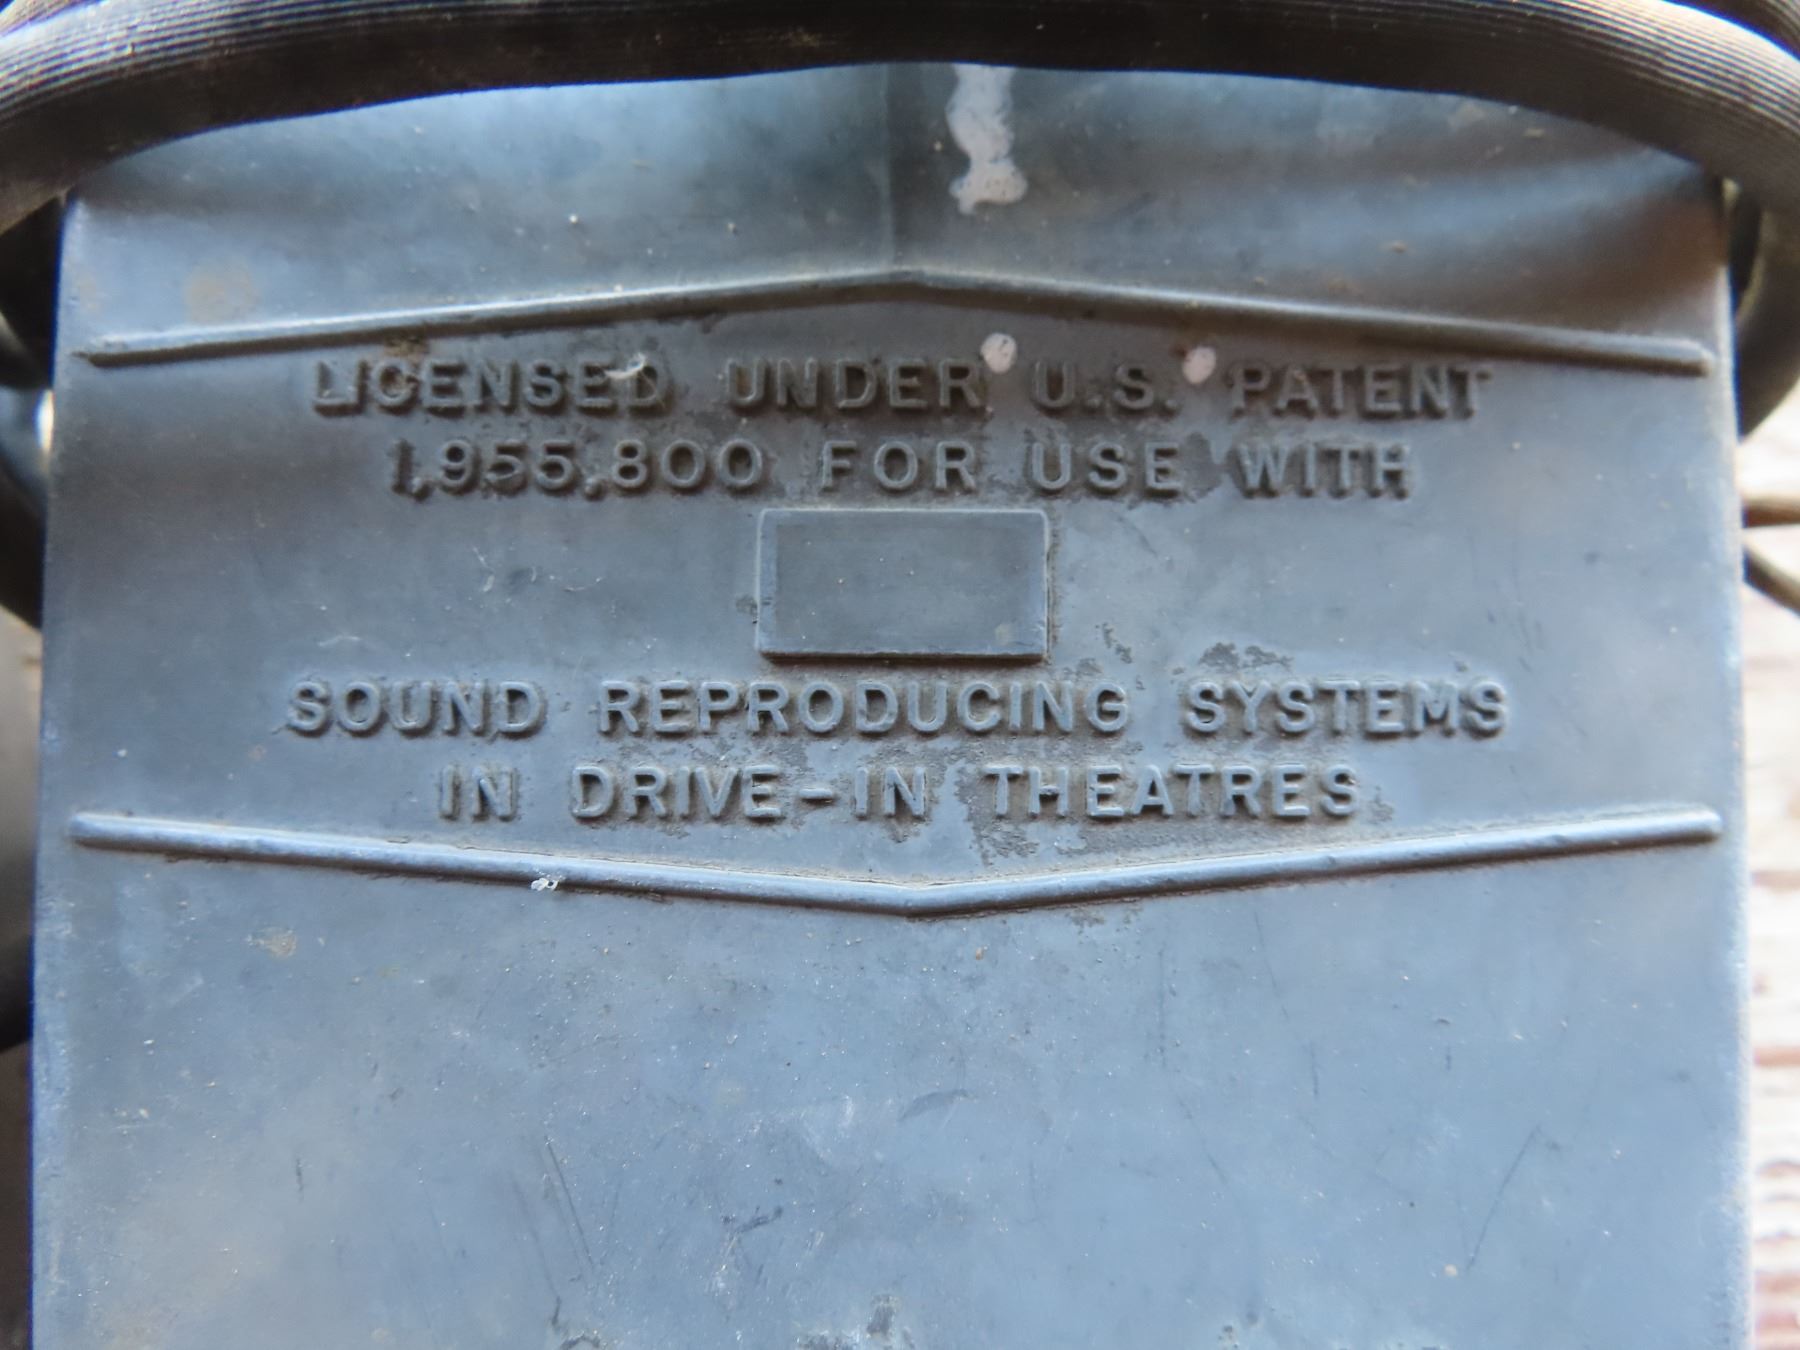 LICENSED UNDER U.S. PATENT
1,955,800 FOR USE WITH
SOUND REPRODUCING SYSTEMS
IN DRIVE-IN THEATRES